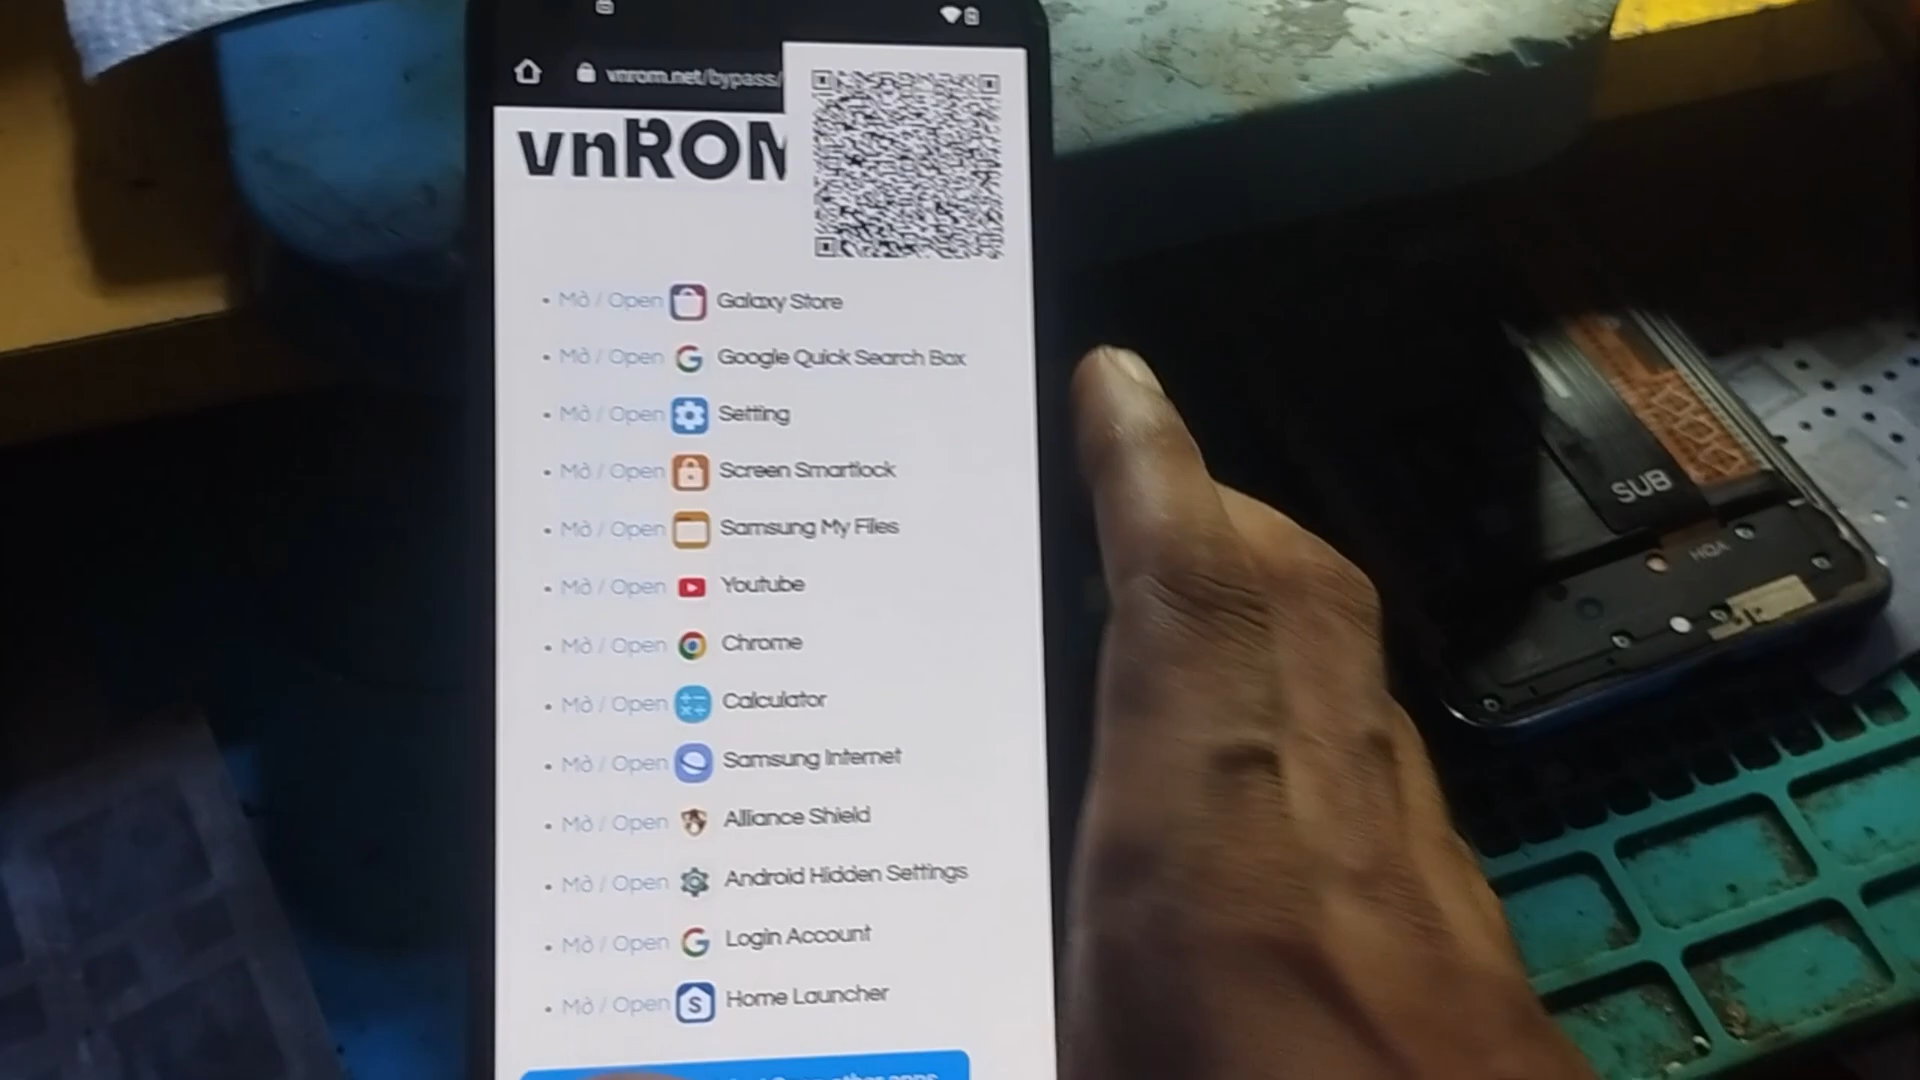 vnrom.net/bypass/
vnROM
• Mở / Open Galaxy Store
• Mở / Open Google Quick Search Box
• Mở / Open Setting
• Mở / Open Screen Smartlock
• Mở / Open Samsung My Files
• Mở / Open Youtube
• Mở / Open Chrome
• Mở / Open Calculator
• Mở / Open Samsung Internet
• Mở / Open Alliance Shield
• Mở / Open Android Hidden Settings
• Mở / Open Login Account
• Mở / Open Home Launcher
other apps
SUB
HQA